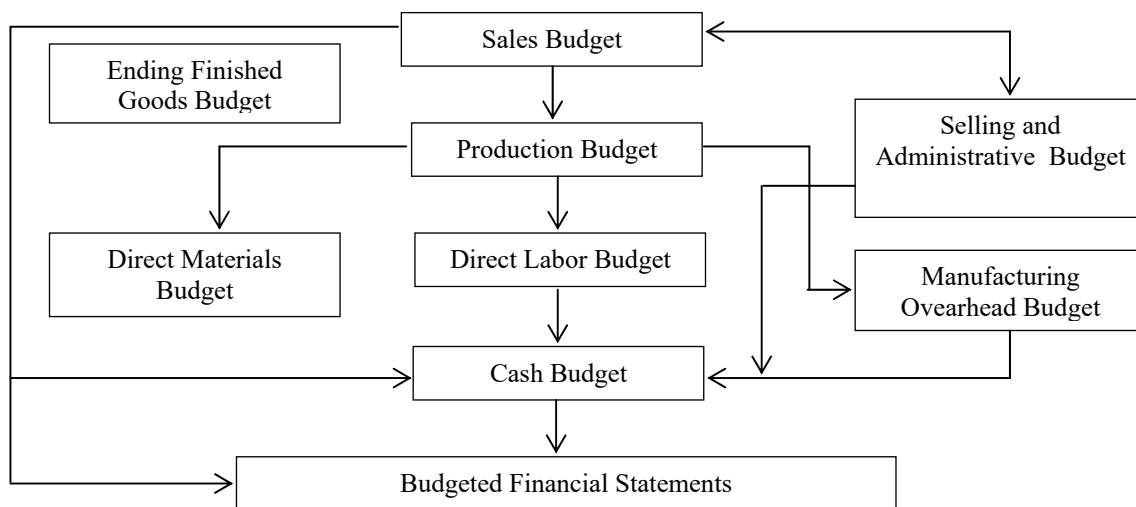 Sales Budget
Ending Finished
Goods Budget
Selling and
Administrative Budget
Production Budget
Direct Materials
Budget
Direct Labor Budget
Manufacturing
Ovearhead Budget
Cash Budget
Budgeted Financial Statements